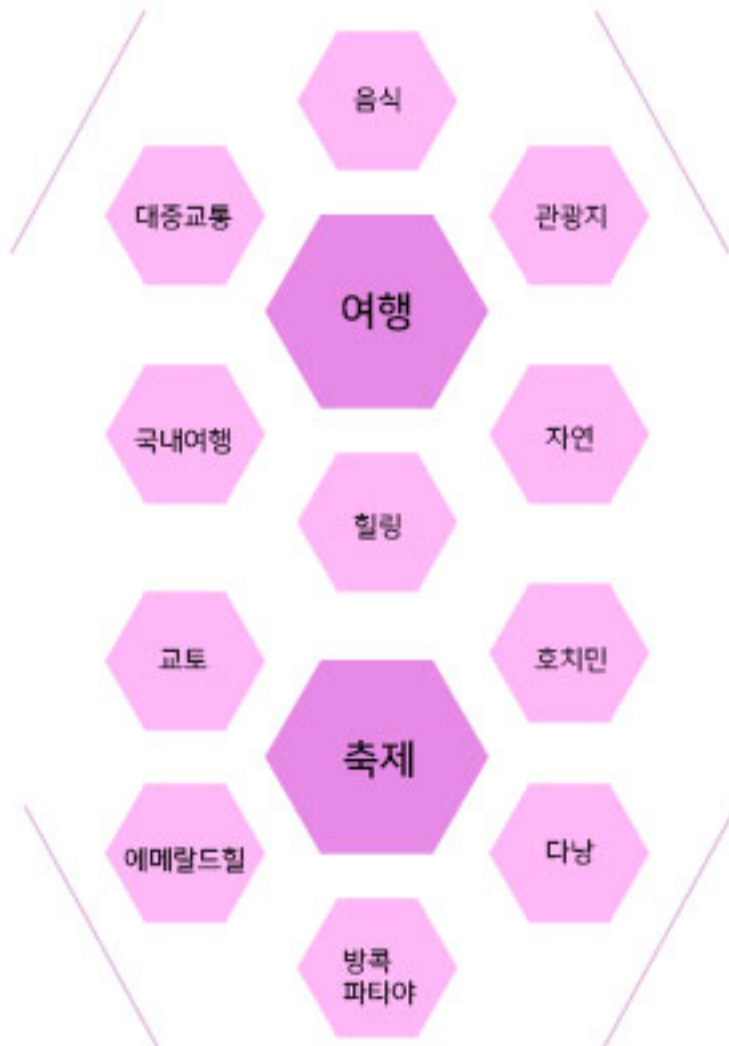 음식
대중교통
관광지
여행
국내여행
자연
힐링
교토
호치민
축제
에메랄드힐
다낭
방콕
파타야